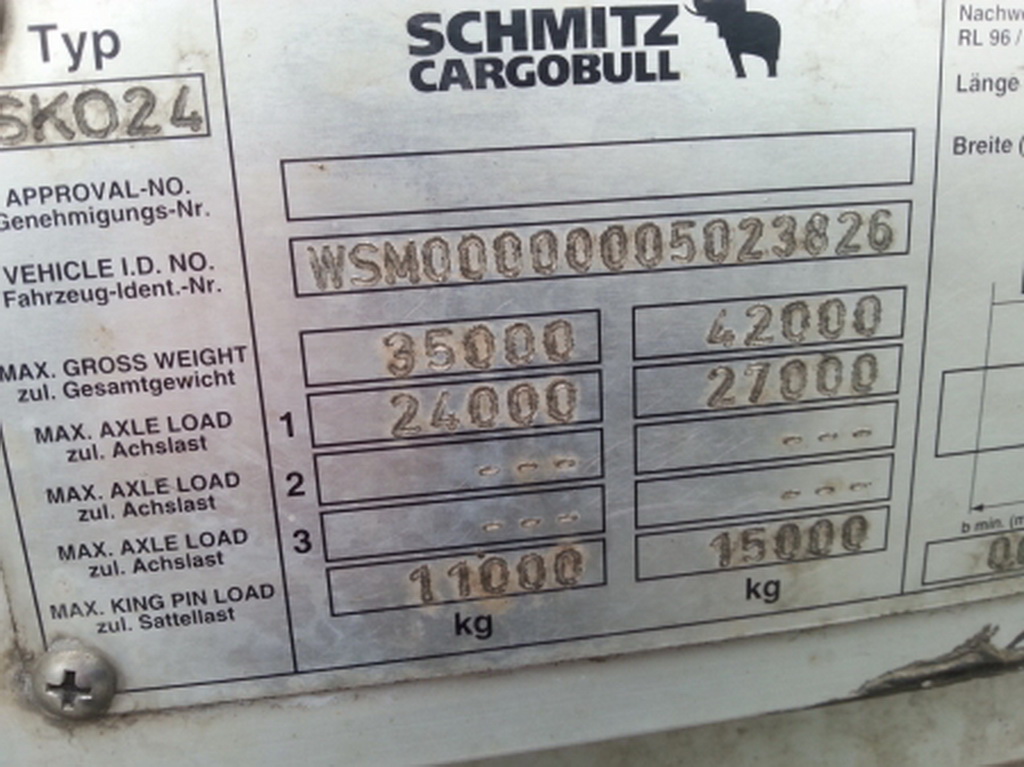 Typ
SCHMITZ
CARGOBULL
SKO24
RL 96/
Länge
Breite (
APPROVAL-NO.
Genehmigungs-Nr.
VEHICLE I.D. NO.
Fahrzeug-Ident.-Nr.
WSM00000005023826
MAX. GROSS WEIGHT
zul. Gesamtgewicht
35000 42000
MAX. AXLE LOAD
zul. Achslast
1 24000 27000
MAX. AXLE LOAD
zul. Achslast
2 --- ---
MAX. AXLE LOAD
zul. Achslast
3 --- ---
MAX. KING PIN LOAD
zul. Sattellast
11000 15000
kg kg
b min. (m